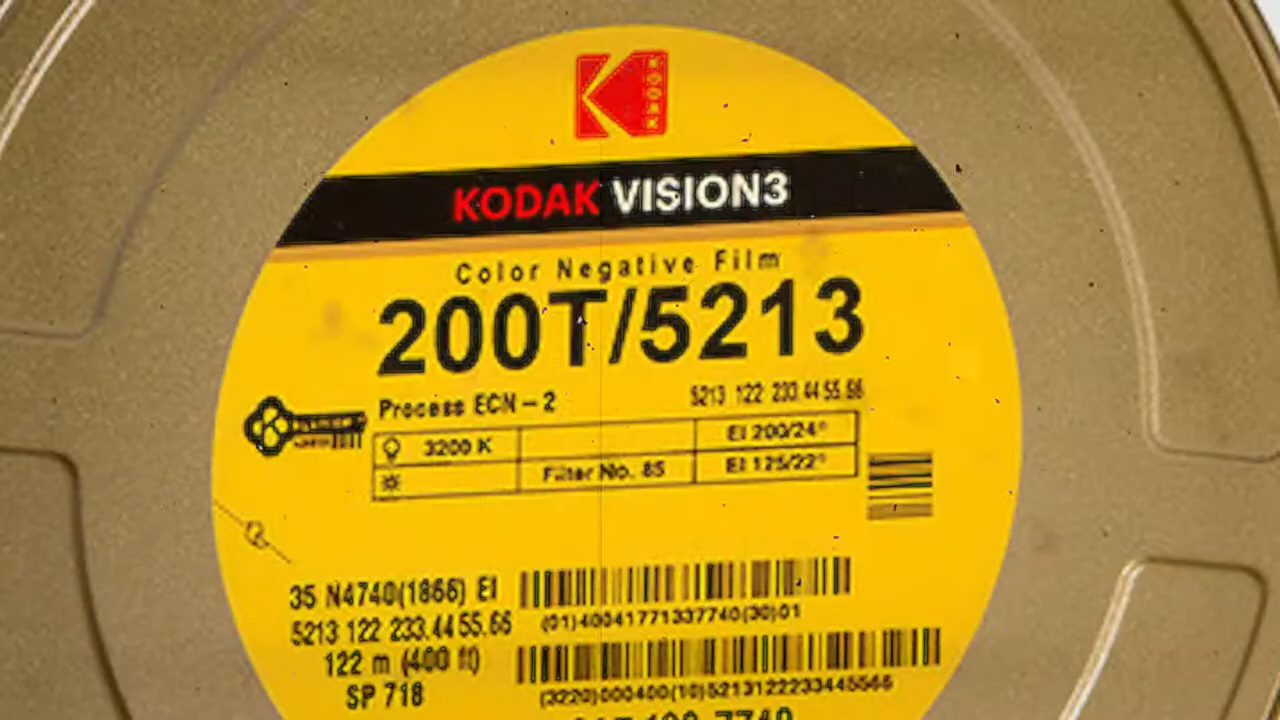 KODAK
KODAK VISION3
Color Negative Film
200T/5213
Process ECN – 2
5213 122 233.44 55.66
3200 K
EI 200/24°
Filter No. 85
EI 125/22°
35 N4740(1866) EI
(01)40041771337740(30)01
5213 122 233.44 55.66
122 m (400 ft)
SP 718
(3220)000400(10)5213122233445566